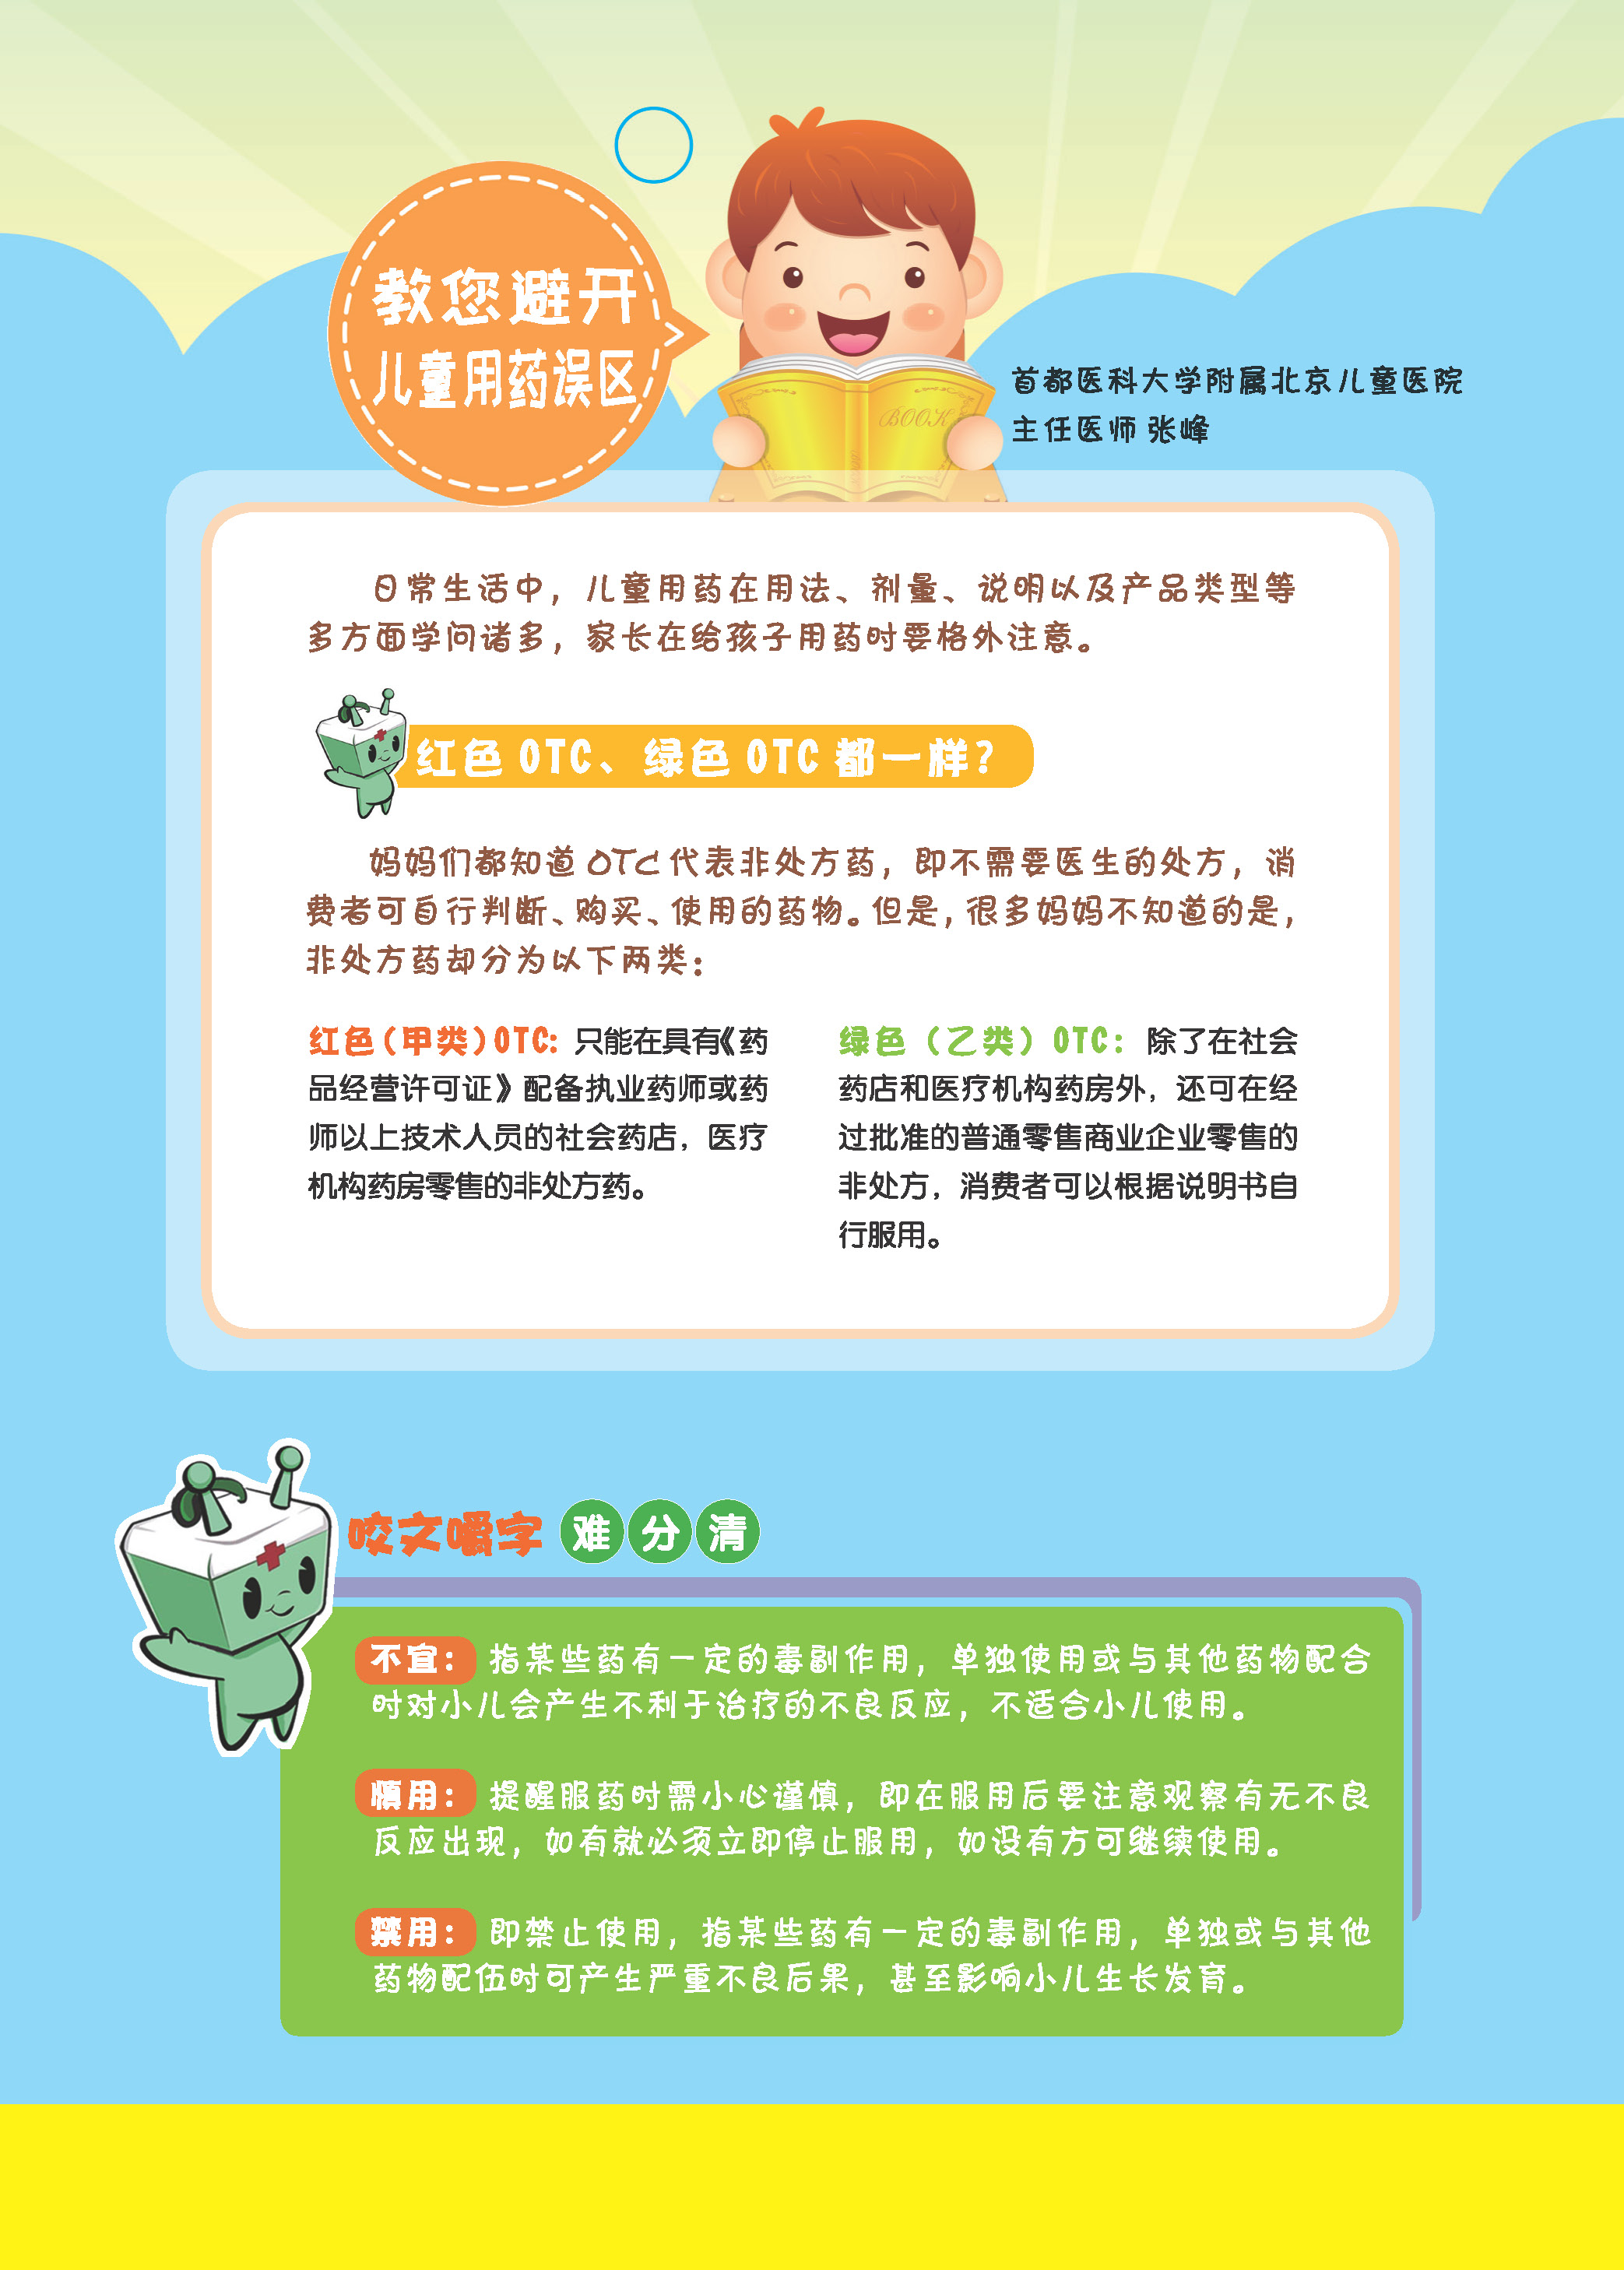 教您避开
儿童用药误区
BOOK
首都医科大学附属北京儿童医院
主任医师 张峰
日常生活中，儿童用药在用法、剂量、说明以及产品类型等
多方面学问诸多，家长在给孩子用药时要格外注意。
红色 OTC、绿色 OTC 都一样？
妈妈们都知道 OTC 代表非处方药，即不需要医生的处方，消
费者可自行判断、购买、使用的药物。但是，很多妈妈不知道的是，
非处方药却分为以下两类：
红色（甲类）OTC：只能在具有《药
品经营许可证》配备执业药师或药
师以上技术人员的社会药店，医疗
机构药房零售的非处方药。
绿色（乙类）OTC：除了在社会
药店和医疗机构药房外，还可在经
过批准的普通零售商业企业零售的
非处方，消费者可以根据说明书自
行服用。
咬文嚼字 难分清
不宜：指某些药有一定的毒副作用，单独使用或与其他药物配合
时对小儿会产生不利于治疗的不良反应，不适合小儿使用。
慎用：提醒服药时需小心谨慎，即在服用后要注意观察有无不良
反应出现，如有就必须立即停止服用，如没有方可继续使用。
禁用：即禁止使用，指某些药有一定的毒副作用，单独或与其他
药物配伍时可产生严重不良后果，甚至影响小儿生长发育。